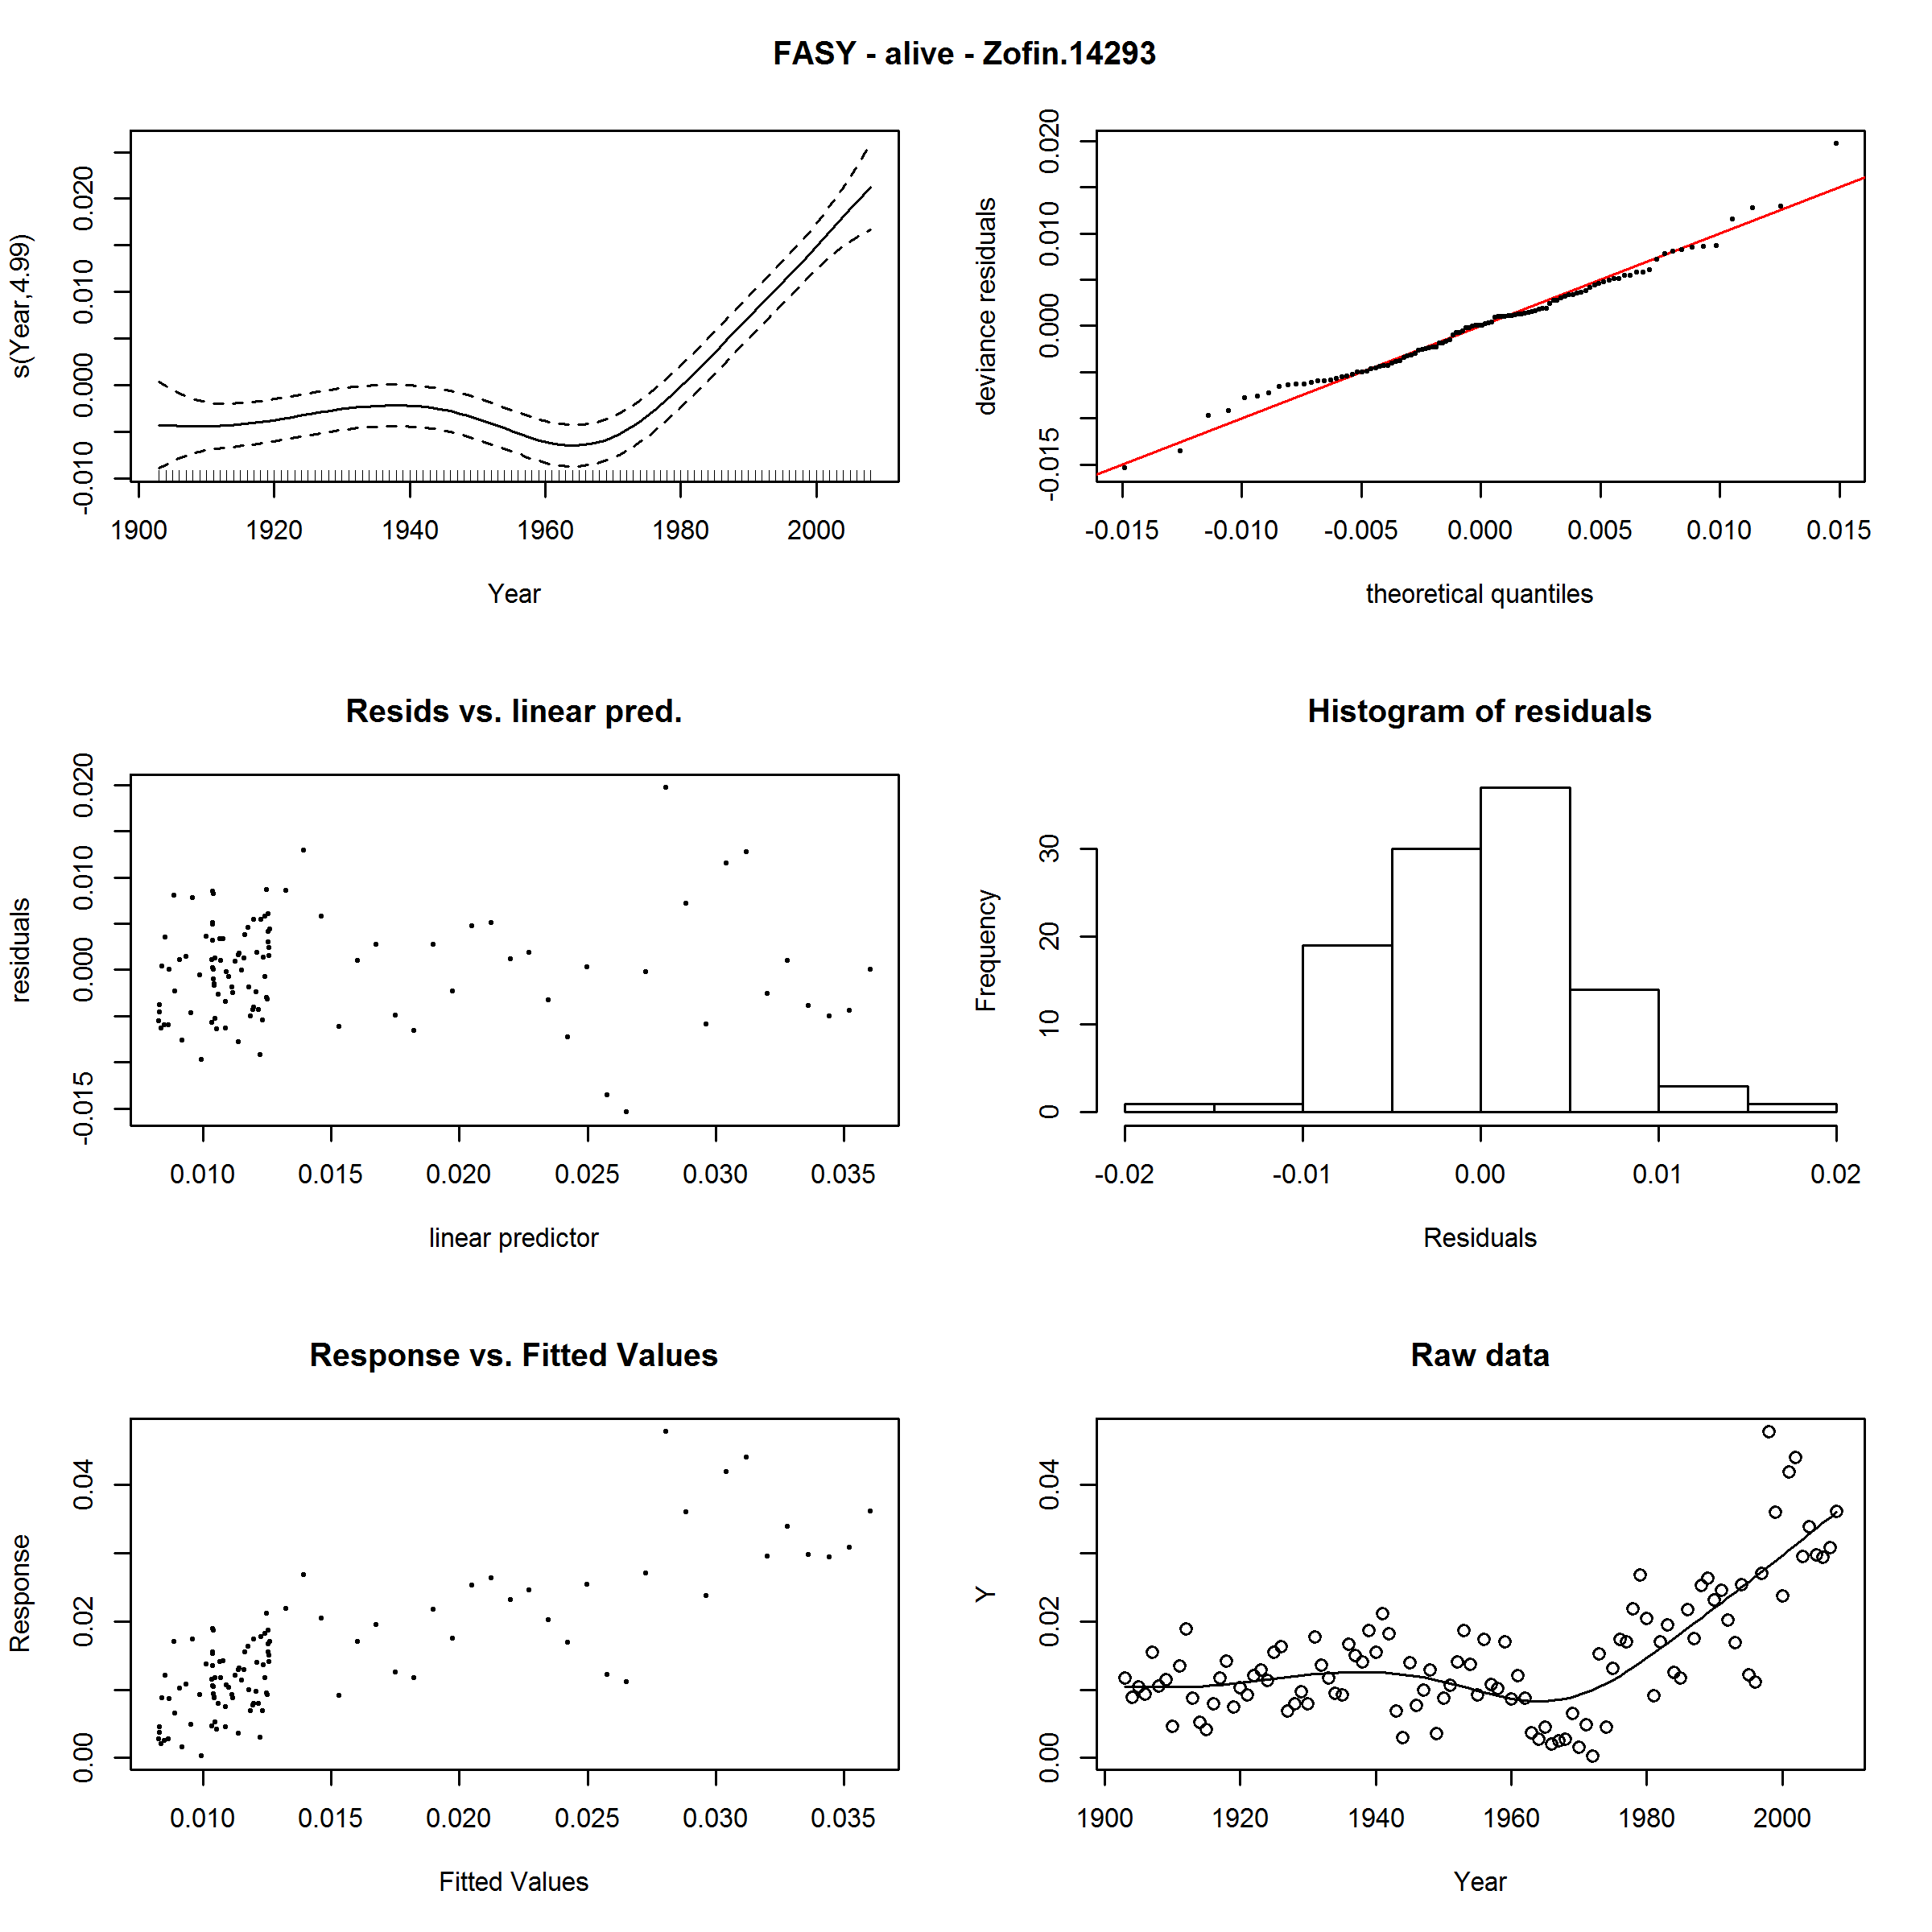 FASY - alive - Zofin.14293
s(Year,4.99)
-0.010 0.000 0.010 0.020
1900 1920 1940 1960 1980 2000
Year
deviance residuals
-0.015 0.000 0.010 0.020
-0.015 -0.010 -0.005 0.000 0.005 0.010 0.015
theoretical quantiles
Resids vs. linear pred.
residuals
-0.015 0.000 0.010 0.020
0.010 0.015 0.020 0.025 0.030 0.035
linear predictor
Histogram of residuals
Frequency
0 10 20 30
-0.02 -0.01 0.00 0.01 0.02
Residuals
Response vs. Fitted Values
Response
0.00 0.02 0.04
0.010 0.015 0.020 0.025 0.030 0.035
Fitted Values
Raw data
Y
0.00 0.02 0.04
1900 1920 1940 1960 1980 2000
Year